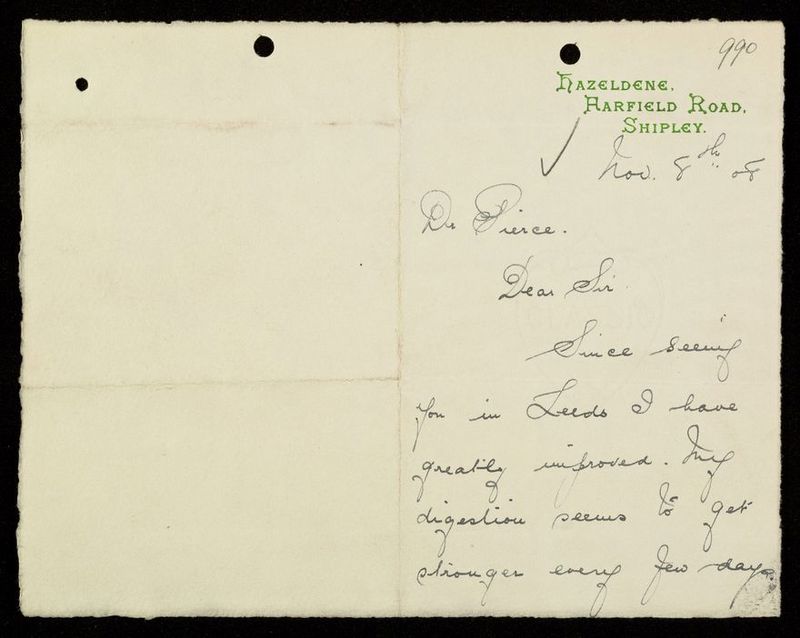 990
HAZELDENE,
HARFIELD ROAD,
SHIPLEY.
Nov. 8th 08
Dr Pierce.
Dear Sir
Since seeing
you in Leeds I have
greatly improved. My
digestion seems to get
stronger every few days